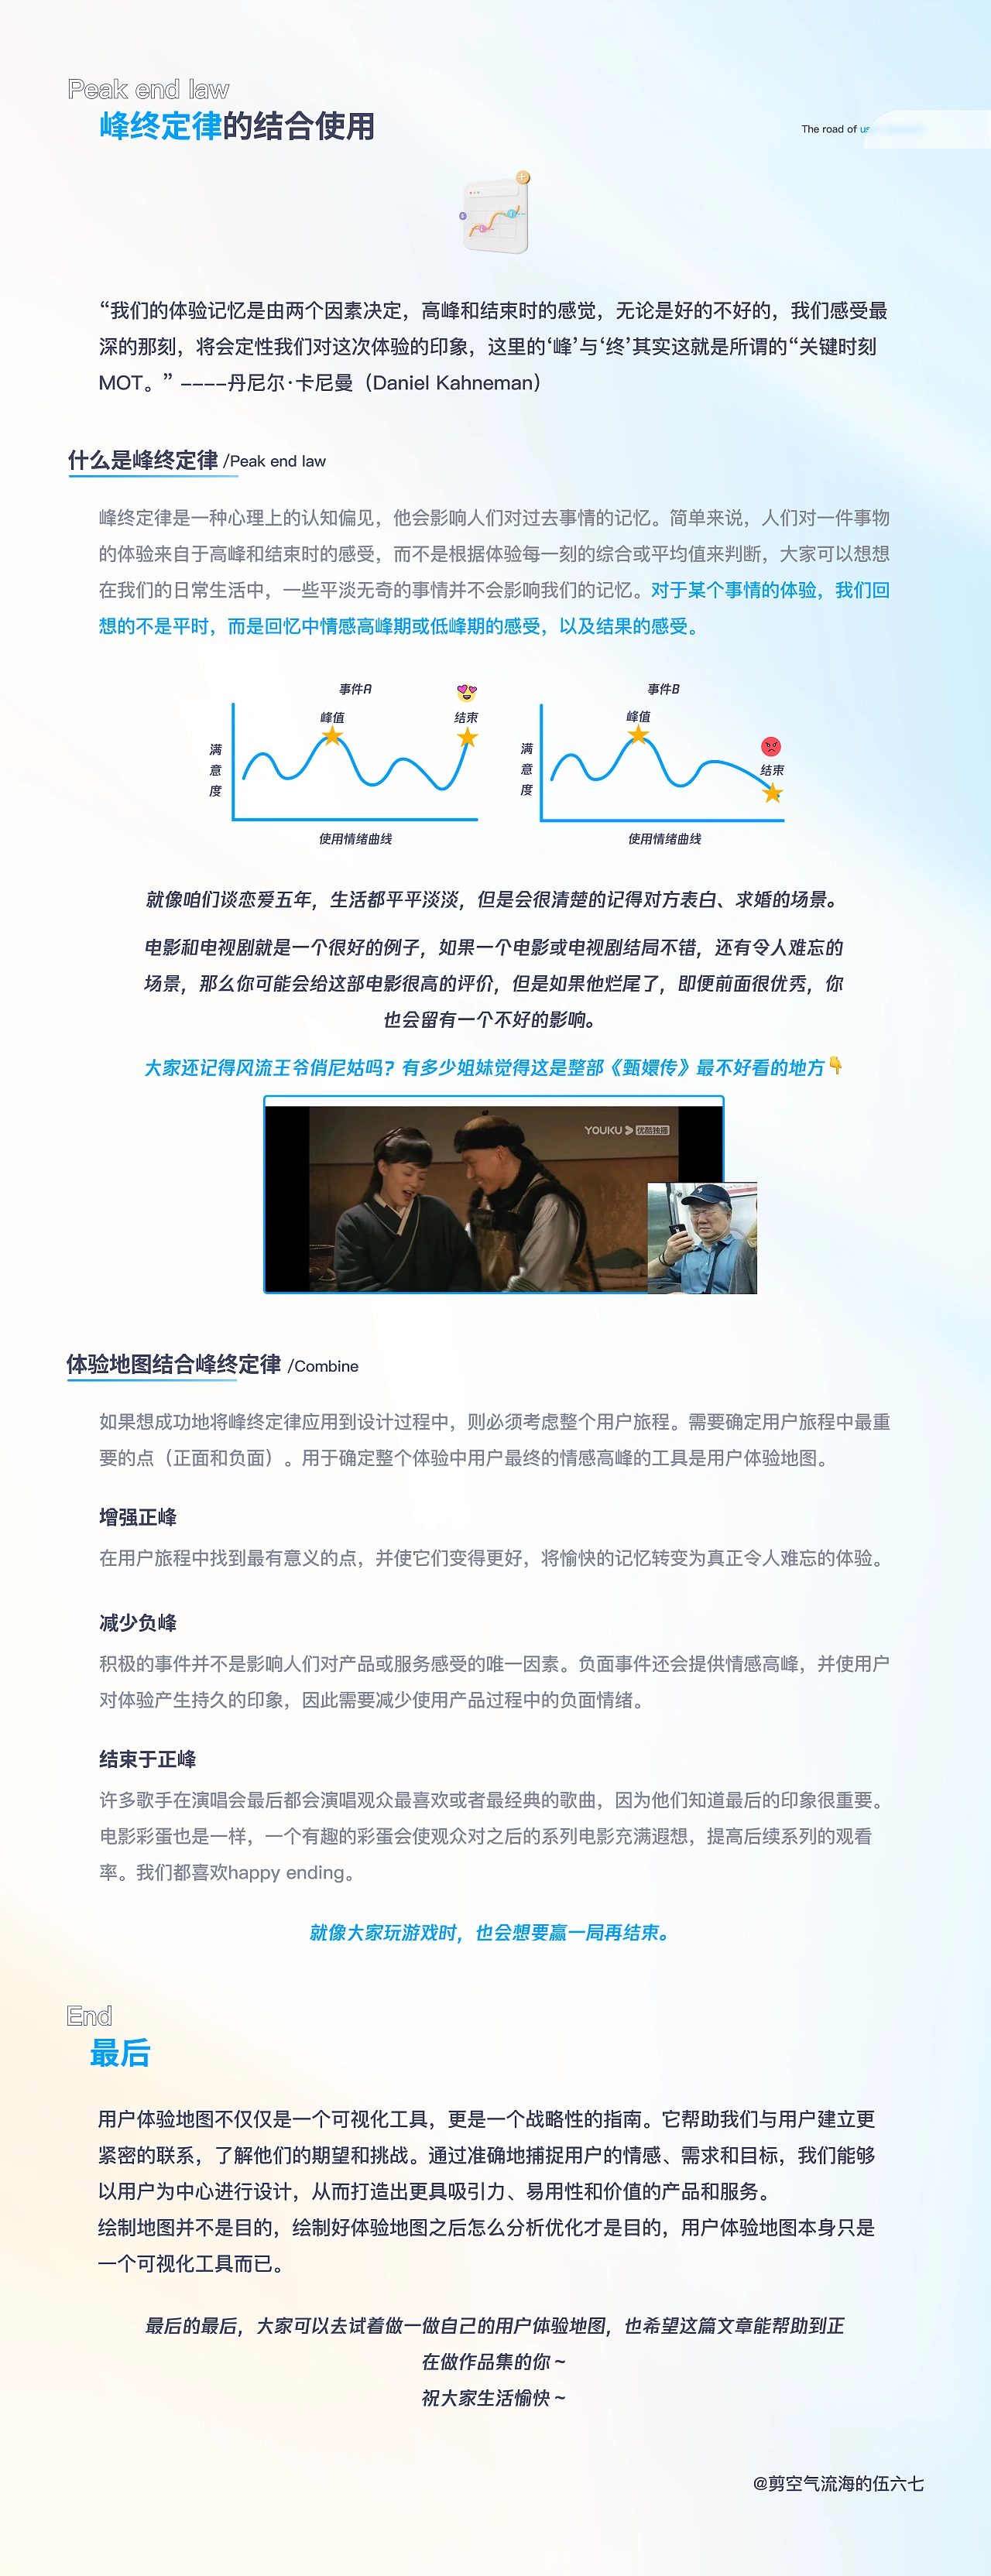 Peak end law
峰终定律的结合使用
The road of us
“我们的体验记忆是由两个因素决定，高峰和结束时的感觉，无论是好的不好的，我们感受最
深的那刻，将会定性我们对这次体验的印象，这里的‘峰’与‘终’其实这就是所谓的“关键时刻
MOT。” ----丹尼尔·卡尼曼（Daniel Kahneman）
什么是峰终定律 /Peak end law
峰终定律是一种心理上的认知偏见，他会影响人们对过去事情的记忆。简单来说，人们对一件事物
的体验来自于高峰和结束时的感受，而不是根据体验每一刻的综合或平均值来判断，大家可以想想
在我们的日常生活中，一些平淡无奇的事情并不会影响我们的记忆。对于某个事情的体验，我们回
想的不是平时，而是回忆中情感高峰期或低峰期的感受，以及结果的感受。
事件A
峰值
结束
满意度
使用情绪曲线
事件B
峰值
结束
满意度
使用情绪曲线
就像咱们谈恋爱五年，生活都平平淡淡，但是会很清楚的记得对方表白、求婚的场景。
电影和电视剧就是一个很好的例子，如果一个电影或电视剧结局不错，还有令人难忘的
场景，那么你可能会给这部电影很高的评价，但是如果他烂尾了，即便前面很优秀，你
也会留有一个不好的影响。
大家还记得风流王爷俏尼姑吗？有多少姐妹觉得这是整部《甄嬛传》最不好看的地方👇
YOUKU 优酷独播
体验地图结合峰终定律 /Combine
如果想成功地将峰终定律应用到设计过程中，则必须考虑整个用户旅程。需要确定用户旅程中最重
要的点（正面和负面）。用于确定整个体验中用户最终的情感高峰的工具是用户体验地图。
增强正峰
在用户旅程中找到最有意义的点，并使它们变得更好，将愉快的记忆转变为真正令人难忘的体验。
减少负峰
积极的事件并不是影响人们对产品或服务感受的唯一因素。负面事件还会提供情感高峰，并使用户
对体验产生持久的印象，因此需要减少使用产品过程中的负面情绪。
结束于正峰
许多歌手在演唱会最后都会演唱观众最喜欢或者最经典的歌曲，因为他们知道最后的印象很重要。
电影彩蛋也是一样，一个有趣的彩蛋会使观众对之后的系列电影充满遐想，提高后续系列的观看
率。我们都喜欢happy ending。
就像大家玩游戏时，也会想要赢一局再结束。
End
最后
用户体验地图不仅仅是一个可视化工具，更是一个战略性的指南。它帮助我们与用户建立更
紧密的联系，了解他们的期望和挑战。通过准确地捕捉用户的情感、需求和目标，我们能够
以用户为中心进行设计，从而打造出更具吸引力、易用性和价值的产品和服务。
绘制地图并不是目的，绘制好体验地图之后怎么分析优化才是目的，用户体验地图本身只是
一个可视化工具而已。
最后的最后，大家可以去试着做一做自己的用户体验地图，也希望这篇文章能帮助到正
在做作品集的你～
祝大家生活愉快～
@剪空气流海的伍六七